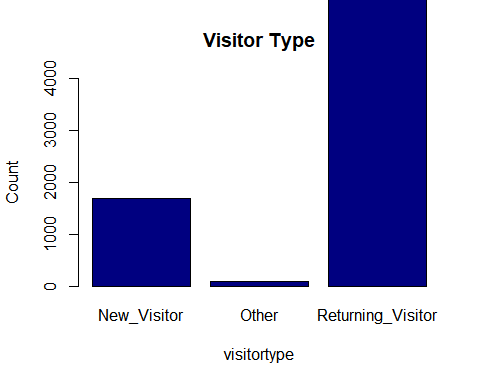 Visitor Type
4000
3000
2000
1000
0
Count
New_Visitor
Other
Returning_Visitor
visitortype